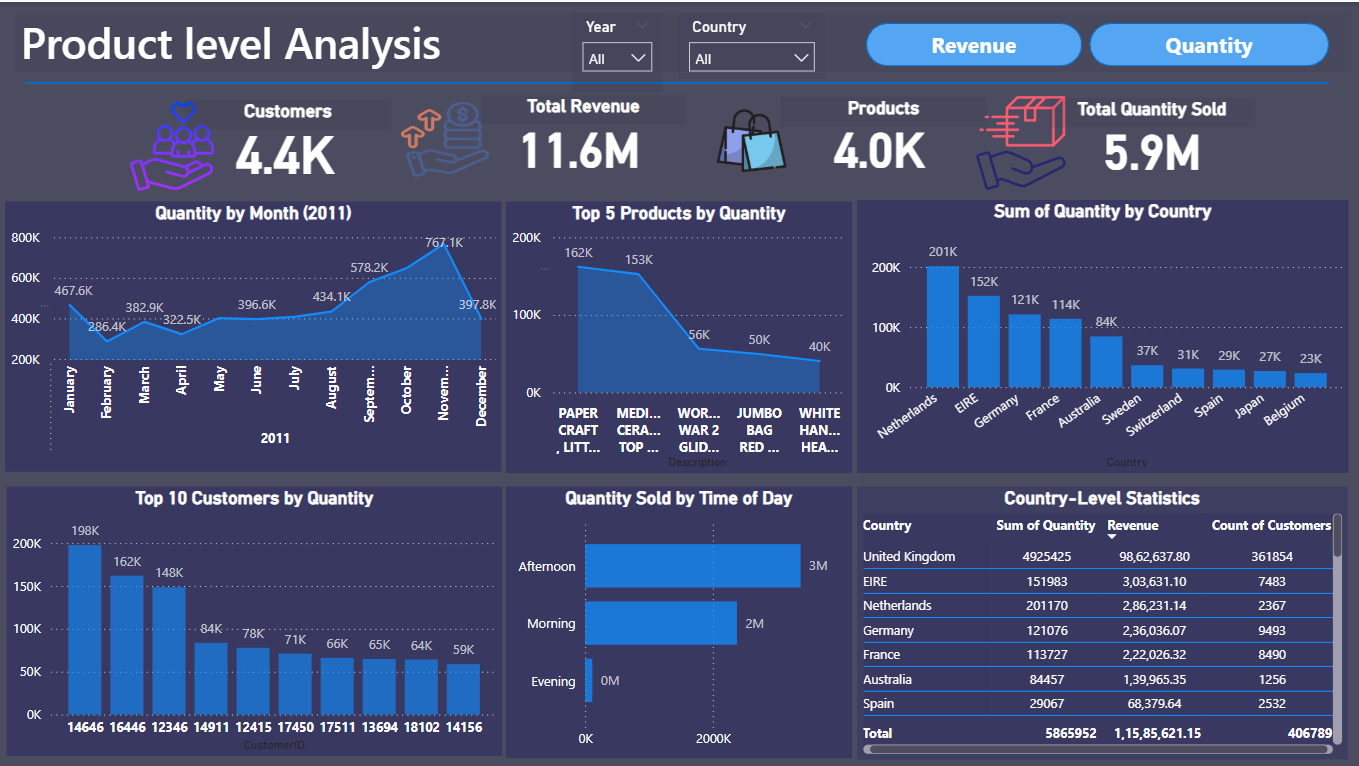 Product level Analysis
Year
All
Country
All
Revenue
Quantity
Customers
4.4K
Total Revenue
11.6M
Products
4.0K
Total Quantity Sold
5.9M
Quantity by Month (2011)
800K
600K
400K
200K
467.6K
286.4K
382.9K
322.5K
396.6K
434.1K
578.2K
767.1K
397.8K
January
February
March
April
May
June
July
August
Septem...
October
Novem...
December
2011
Top 5 Products by Quantity
200K
100K
0K
162K
153K
56K
50K
40K
PAPER CRAFT , LITT...
MEDI... CERA... TOP ...
WOR... WAR 2 GLID...
JUMBO BAG RED ...
WHITE HAN... HEA...
Description
Sum of Quantity by Country
200K
100K
0K
201K
152K
121K
114K
84K
37K
31K
29K
27K
23K
Netherlands
EIRE
Germany
France
Australia
Sweden
Switzerland
Spain
Japan
Belgium
Country
Top 10 Customers by Quantity
200K
150K
100K
50K
0K
198K
162K
148K
84K
78K
71K
66K
65K
64K
59K
14646 16446 12346 14911 12415 17450 17511 13694 18102 14156
CustomerID
Quantity Sold by Time of Day
Afternoon 3M
Morning 2M
Evening 0M
0K 2000K
Country-Level Statistics
Country Sum of Quantity Revenue Count of Customers
United Kingdom 4925425 98,62,637.80 361854
EIRE 151983 3,03,631.10 7483
Netherlands 201170 2,86,231.14 2367
Germany 121076 2,36,036.07 9493
France 113727 2,22,026.32 8490
Australia 84457 1,39,965.35 1256
Spain 29067 68,379.64 2532
Total 5865952 1,15,85,621.15 406789